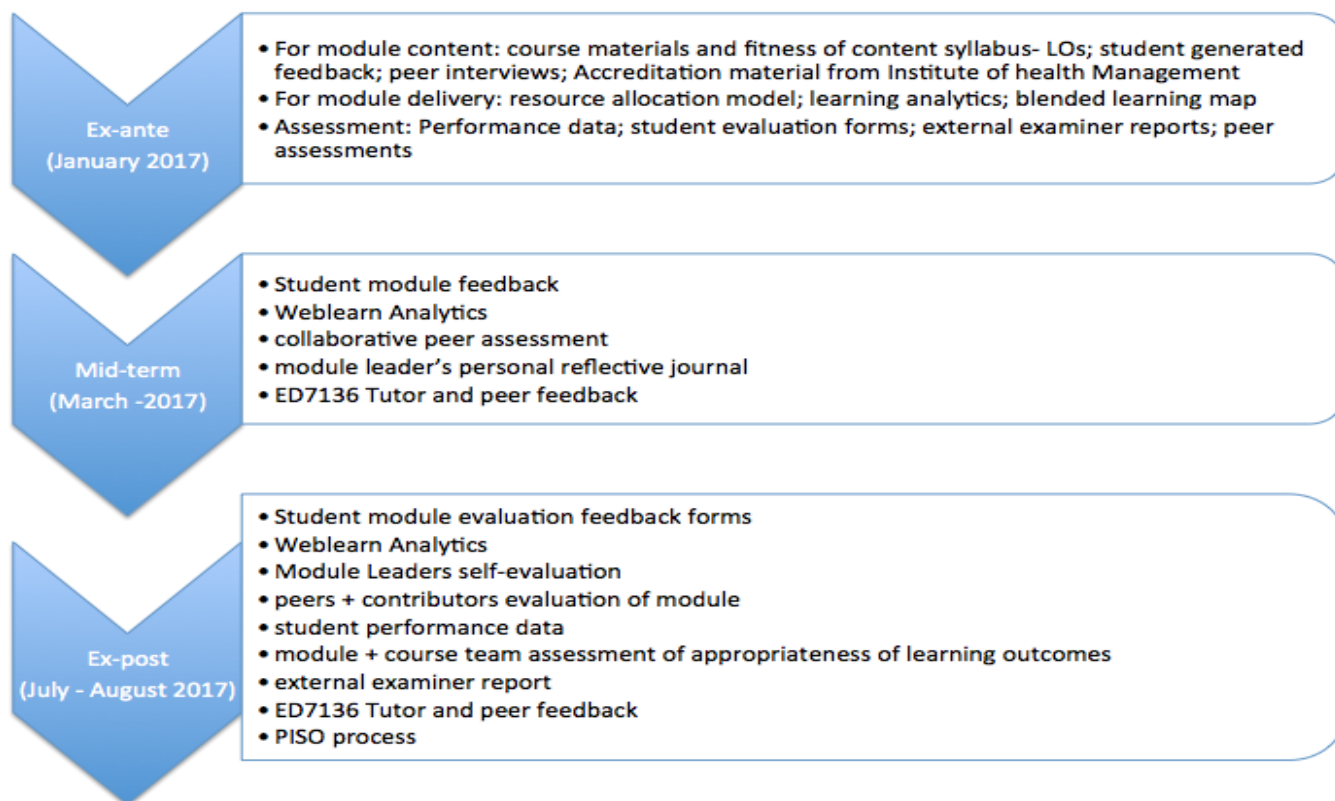 Ex-ante
(January 2017)
• For module content: course materials and fitness of content syllabus- LOs; student generated
feedback; peer interviews; Accreditation material from Institute of health Management
• For module delivery: resource allocation model; learning analytics; blended learning map
• Assessment: Performance data; student evaluation forms; external examiner reports; peer
assessments
Mid-term
(March -2017)
• Student module feedback
• Weblearn Analytics
• collaborative peer assessment
• module leader's personal reflective journal
• ED7136 Tutor and peer feedback
Ex-post
(July - August 2017)
• Student module evaluation feedback forms
• Weblearn Analytics
• Module Leaders self-evaluation
• peers + contributors evaluation of module
• student performance data
• module + course team assessment of appropriateness of learning outcomes
• external examiner report
• ED7136 Tutor and peer feedback
• PISO process